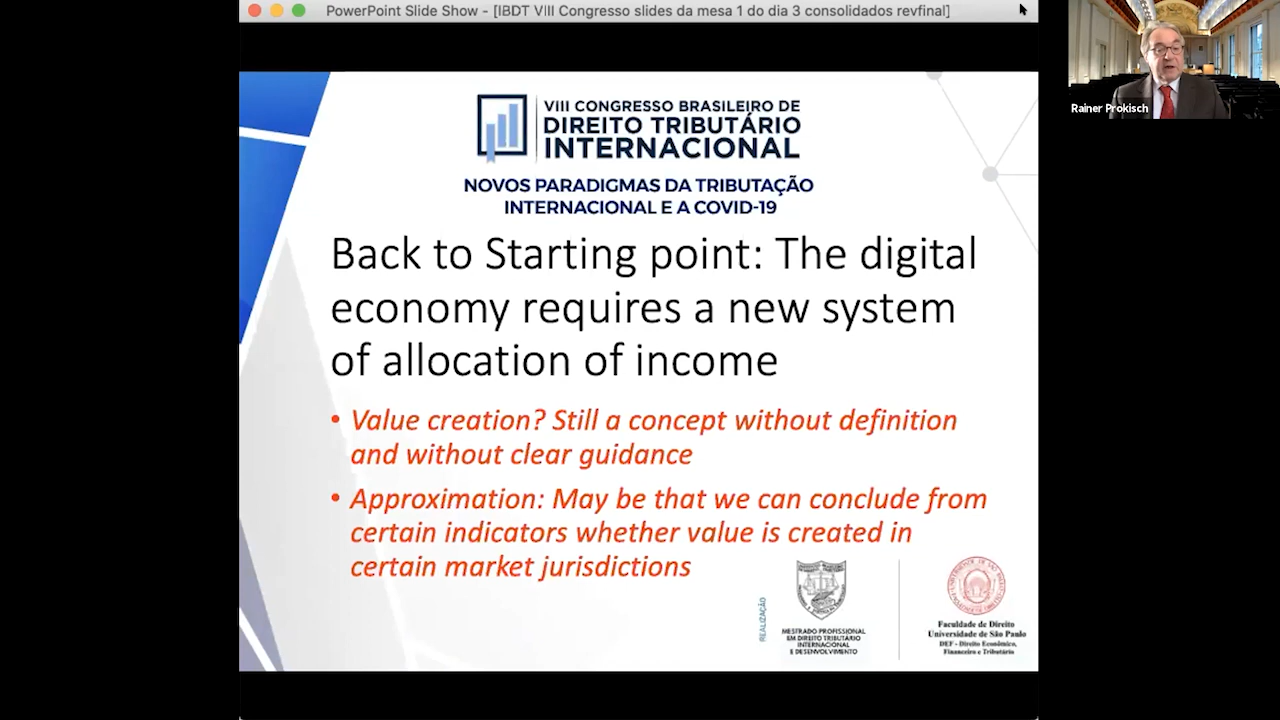 PowerPoint Slide Show - [IBDT VIII Congresso slides da mesa 1 do dia 3 consolidados revfinal]
Rainer Prokisch
VIII CONGRESSO BRASILEIRO DE
DIREITO TRIBUTÁRIO
INTERNACIONAL
NOVOS PARADIGMAS DA TRIBUTAÇÃO
INTERNACIONAL E A COVID-19
Back to Starting point: The digital
economy requires a new system
of allocation of income
• Value creation? Still a concept without definition
and without clear guidance
• Approximation: May be that we can conclude from
certain indicators whether value is created in
certain market jurisdictions
REALIZAÇÃO
MESTRADO PROFISSIONAL
EM DIREITO TRIBUTÁRIO
INTERNACIONAL
E DESENVOLVIMENTO
Faculdade de Direito
Universidade de São Paulo
DEF - Direito Econômico,
Financeiro e Tributário